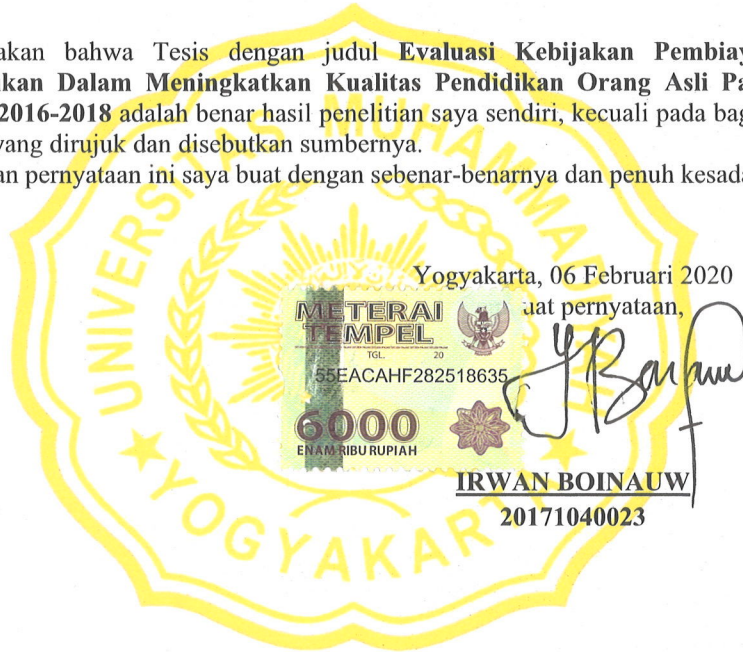 akan bahwa Tesis dengan judul Evaluasi Kebijakan Pembiay
ikan Dalam Meningkatkan Kualitas Pendidikan Orang Asli Pa
2016-2018 adalah benar hasil penelitian saya sendiri, kecuali pada bag
yang dirujuk dan disebutkan sumbernya.
an pernyataan ini saya buat dengan sebenar-benarnya dan penuh kesada
UNIVERSITAS MUHAMMADIYAH
Yogyakarta, 06 Februari 2020
uat pernyataan,
METERAI
TEMPEL
TGL. 20
55EACAHF282518635
6000
ENAM RIBU RUPIAH
IRWAN BOINAUW
20171040023
YOGYAKARTA